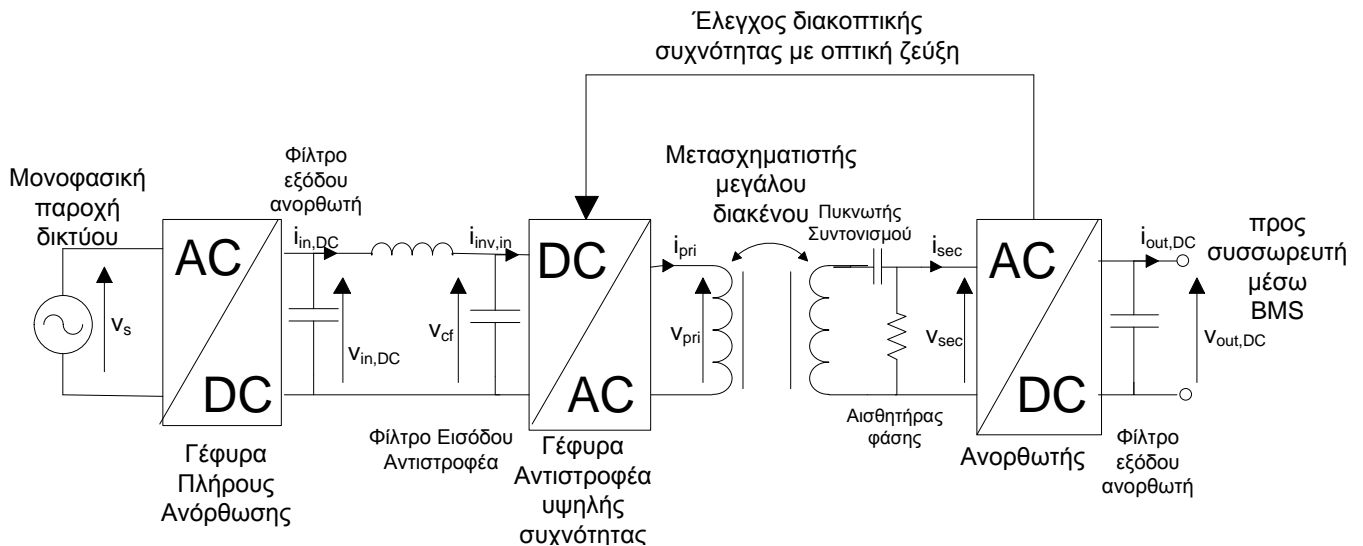 Έλεγχος διακοπτικής
συχνότητας με οπτική ζεύξη
Μονοφασική
παροχή
δικτύου
v_s
AC
DC
Γέφυρα
Πλήρους
Ανόρθωσης
Φίλτρο
εξόδου
ανορθωτή
i_in,DC
v_in,DC
i_inv,in
v_cf
Φίλτρο Εισόδου
Αντιστροφέα
DC
AC
Γέφυρα
Αντιστροφέα
υψηλής
συχνότητας
Μετασχηματιστής
μεγάλου
διακένου
i_pri
v_pri
Πυκνωτής
Συντονισμού
i_sec
v_sec
Αισθητήρας
φάσης
AC
DC
Ανορθωτής
i_out,DC
v_out,DC
Φίλτρο
εξόδου
ανορθωτή
προς
συσσωρευτή
μέσω
BMS